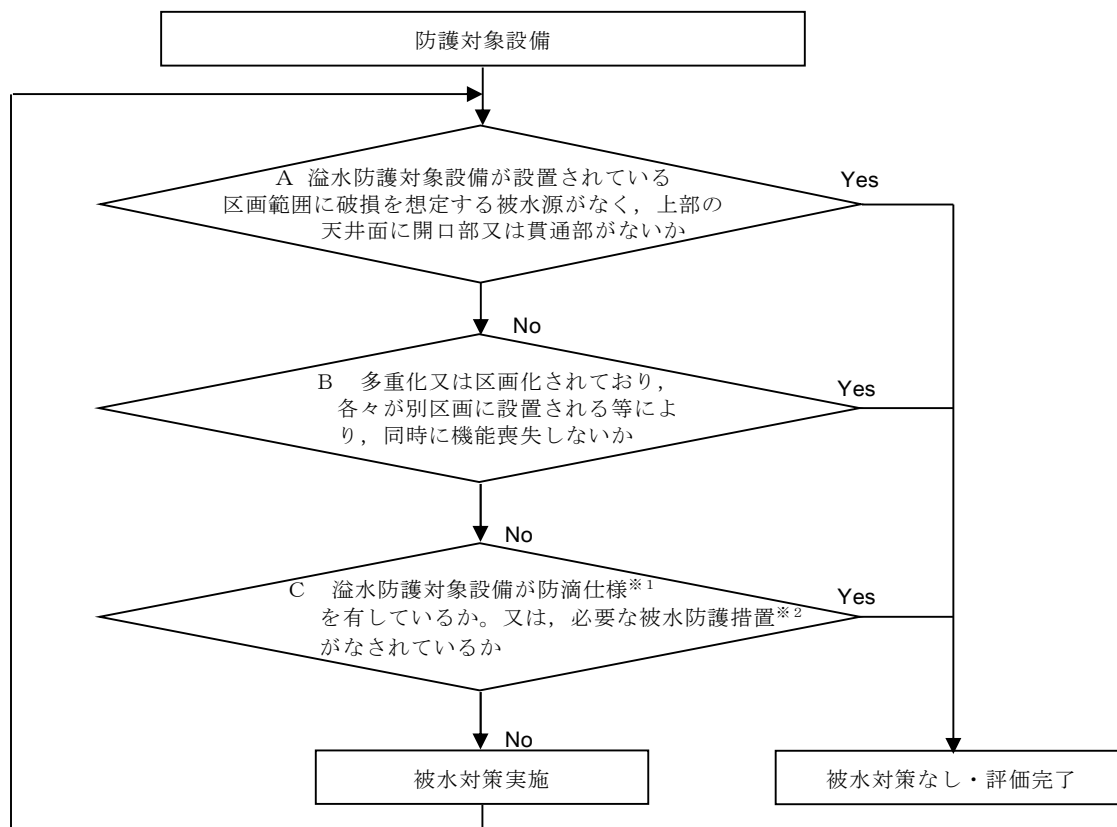 防護対象設備
A 溢水防護対象設備が設置されている
区画範囲に破損を想定する被水源がなく，上部の
天井面に開口部又は貫通部がないか
Yes
No
B　多重化又は区画化されており，
各々が別区画に設置される等によ
り，同時に機能喪失しないか
Yes
No
C　溢水防護対象設備が防滴仕様※1
を有しているか。又は，必要な被水防護措置※2
がなされているか
Yes
No
被水対策実施
被水対策なし・評価完了